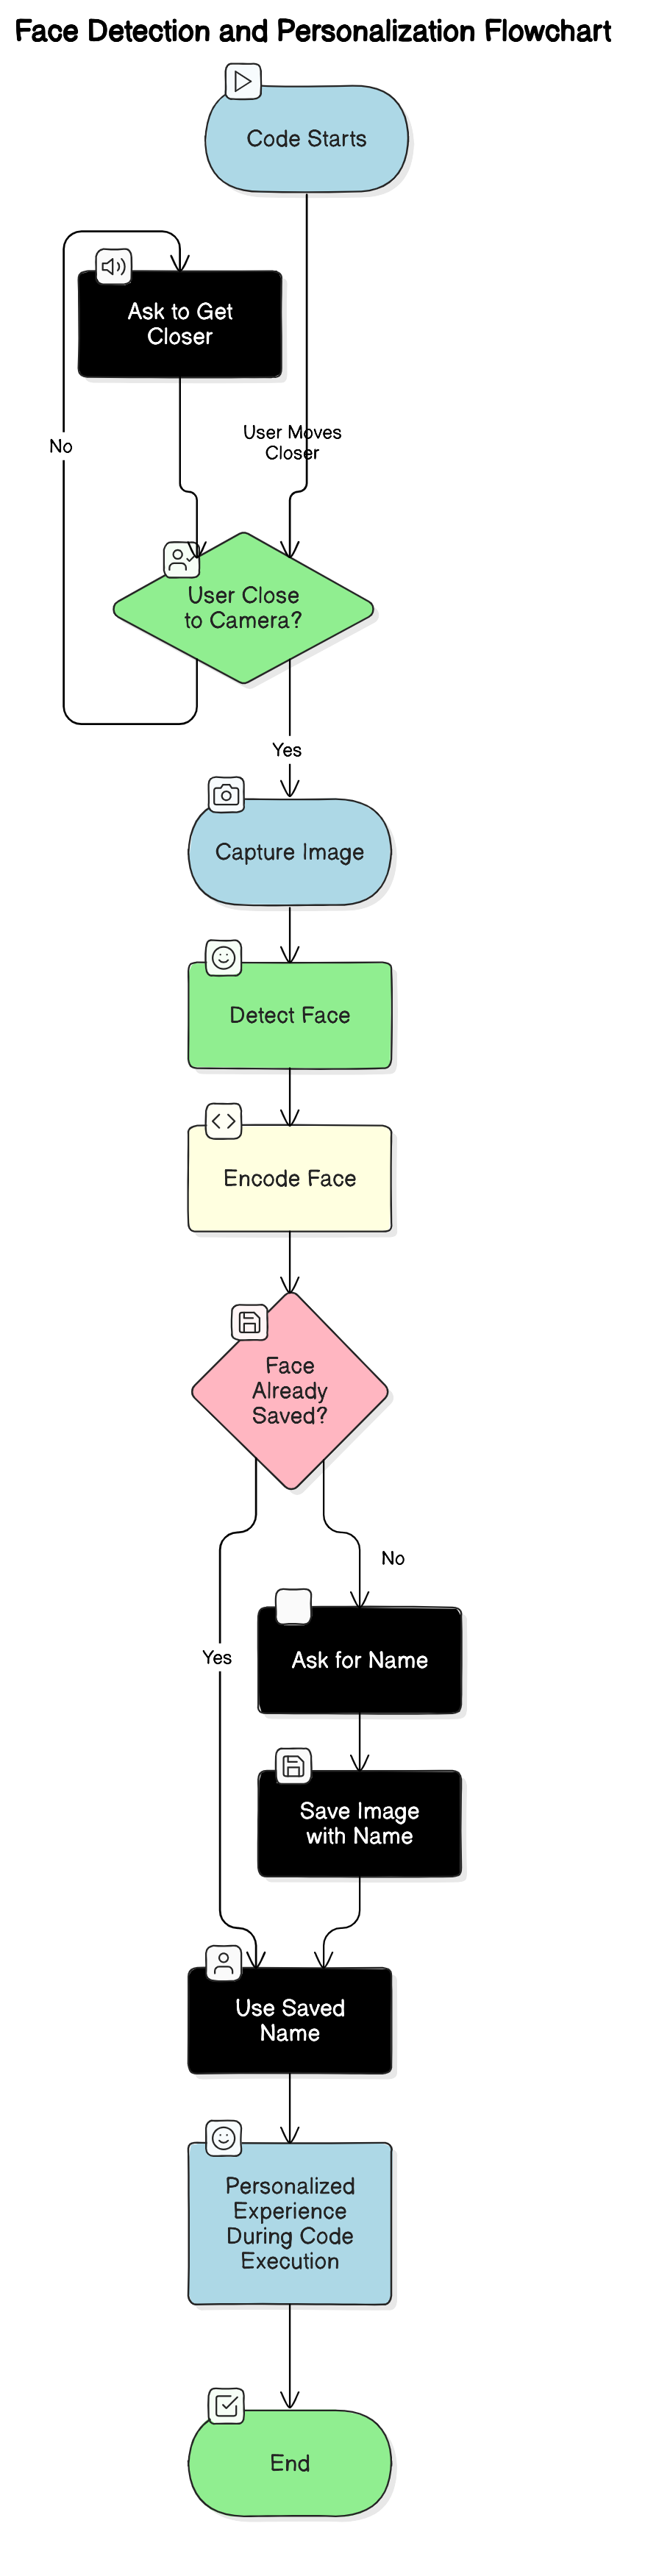 Face Detection and Personalization Flowchart
Code Starts
Ask to Get
Closer
No
User Moves
Closer
User Close
to Camera?
Yes
Capture Image
Detect Face
Encode Face
Face
Already
Saved?
No
Yes
Ask for Name
Save Image
with Name
Use Saved
Name
Personalized
Experience
During Code
Execution
End